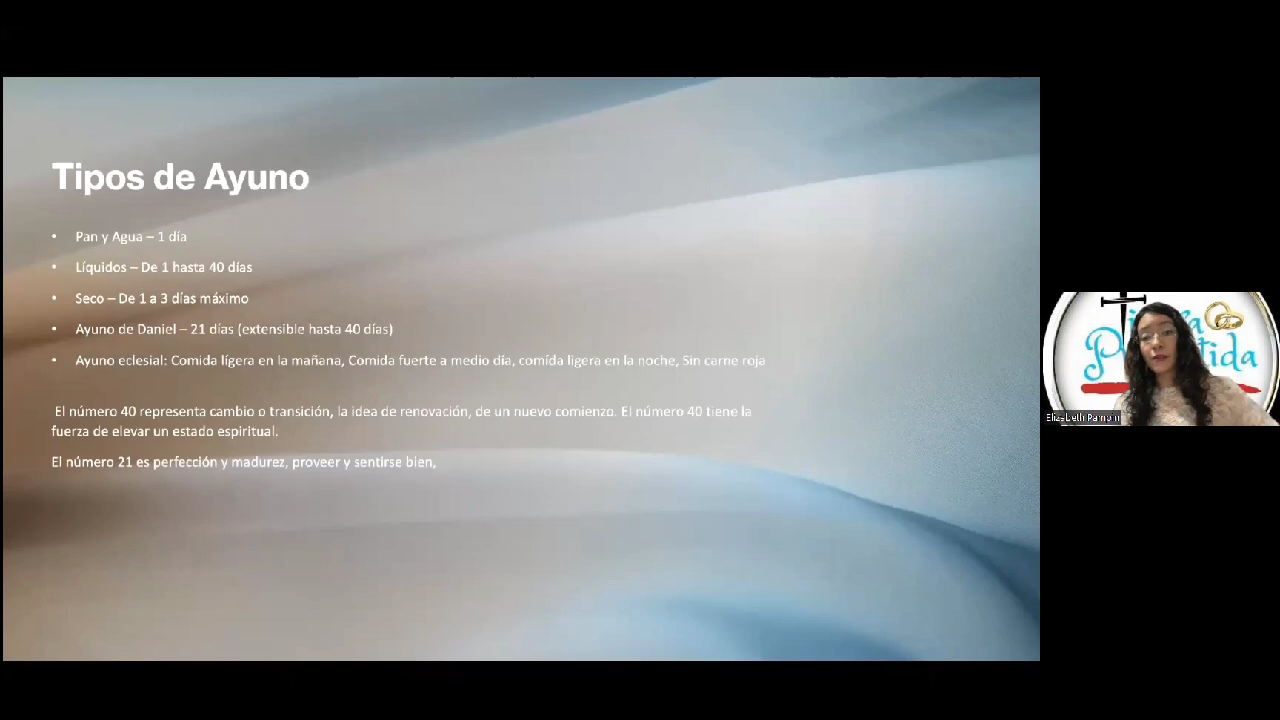 Tipos de Ayuno
• Pan y Agua – 1 día
• Líquidos – De 1 hasta 40 días
• Seco – De 1 a 3 días máximo
• Ayuno de Daniel – 21 días (extensible hasta 40 días)
• Ayuno eclesial: Comida lígera en la mañana, Comida fuerte a medio día, comída ligera en la noche, Sin carne roja
El número 40 representa cambio o transición, la idea de renovación, de un nuevo comienzo. El número 40 tiene la
fuerza de elevar un estado espiritual.
El número 21 es perfección y madurez, proveer y sentirse bien,
Elizabeth